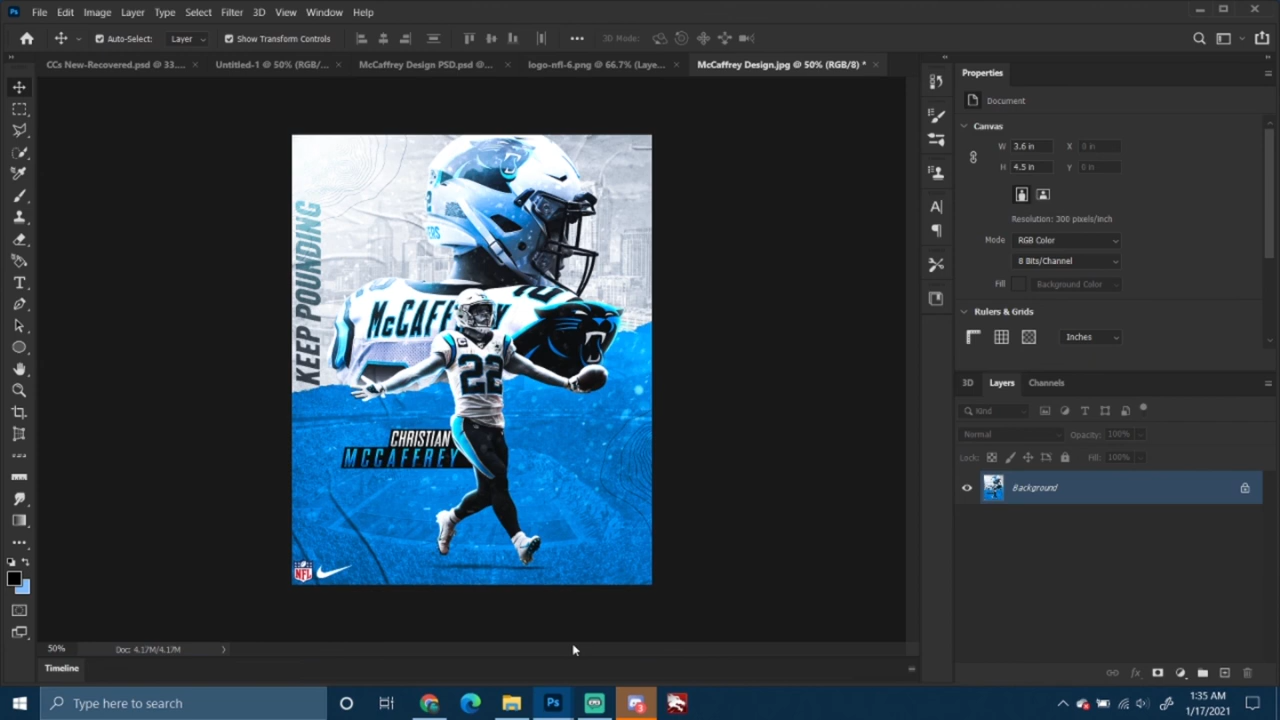 File Edit Image Layer Type Select Filter 3D View Window Help
Auto-Select: Layer Show Transform Controls 3D Mode:
CCs New-Recovered.psd @ 33.... Untitled-1 @ 50% (RGB/... McCaffrey Design PSD.psd @... logo-nfl-6.png @ 66.7% (Laye... McCaffrey Design.jpg @ 50% (RGB/8) *
Properties
Document
Canvas
W 3.6 in X 0 in
H 4.5 in Y 0 in
Resolution: 300 pixels/inch
Mode RGB Color
8 Bits/Channel
Fill Background Color
Rulers & Grids
Inches
3D Layers Channels
Kind
Normal Opacity: 100%
Lock: Fill: 100%
Background
KEEP POUNDING
McCAFF
22
CHRISTIAN
MCCAFFREY
NFL
50% Doc: 4.17M/4.17M
Timeline
Type here to search
Ps
1:35 AM
1/17/2021